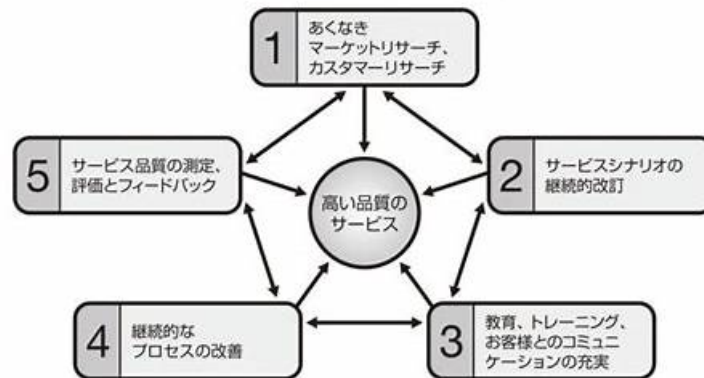 1
あくなき
マーケットリサーチ、
カスタマーリサーチ
5
サービス品質の測定、
評価とフィードバック
2
サービスシナリオの
継続的改訂
高い品質の
サービス
4
継続的な
プロセスの改善
3
教育、トレーニング、
お客様とのコミュニ
ケーションの充実